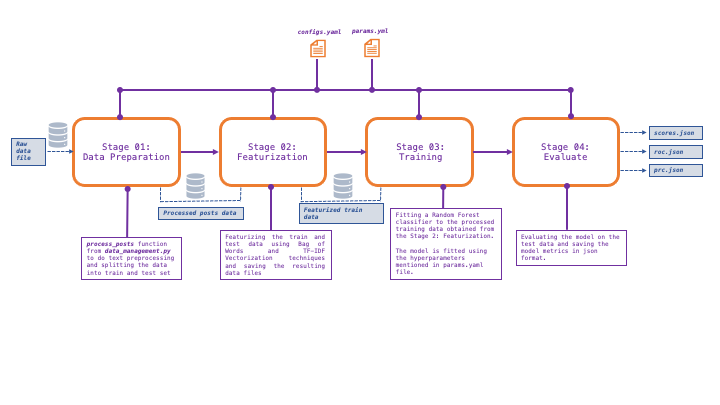 configs.yaml
params.yml
Raw
data
file
Stage 01:
Data Preparation
Stage 02:
Featurization
Stage 03:
Training
Stage 04:
Evaluate
scores.json
roc.json
prc.json
Processed posts data
Featurized train
data
process_posts function
from data_management.py
to do text preprocessing
and splitting the data
into train and test set
Featurizing the train and
test data using Bag of
Words and TF-IDF
Vectorization techniques
and saving the resulting
data files
Fitting a Random Forest
classifier to the processed
training data obtained from
the Stage 2: Featurization.
The model is fitted using
the hyperparameters
mentioned in params.yaml
file.
Evaluating the model on the
test data and saving the
model metrics in json
format.